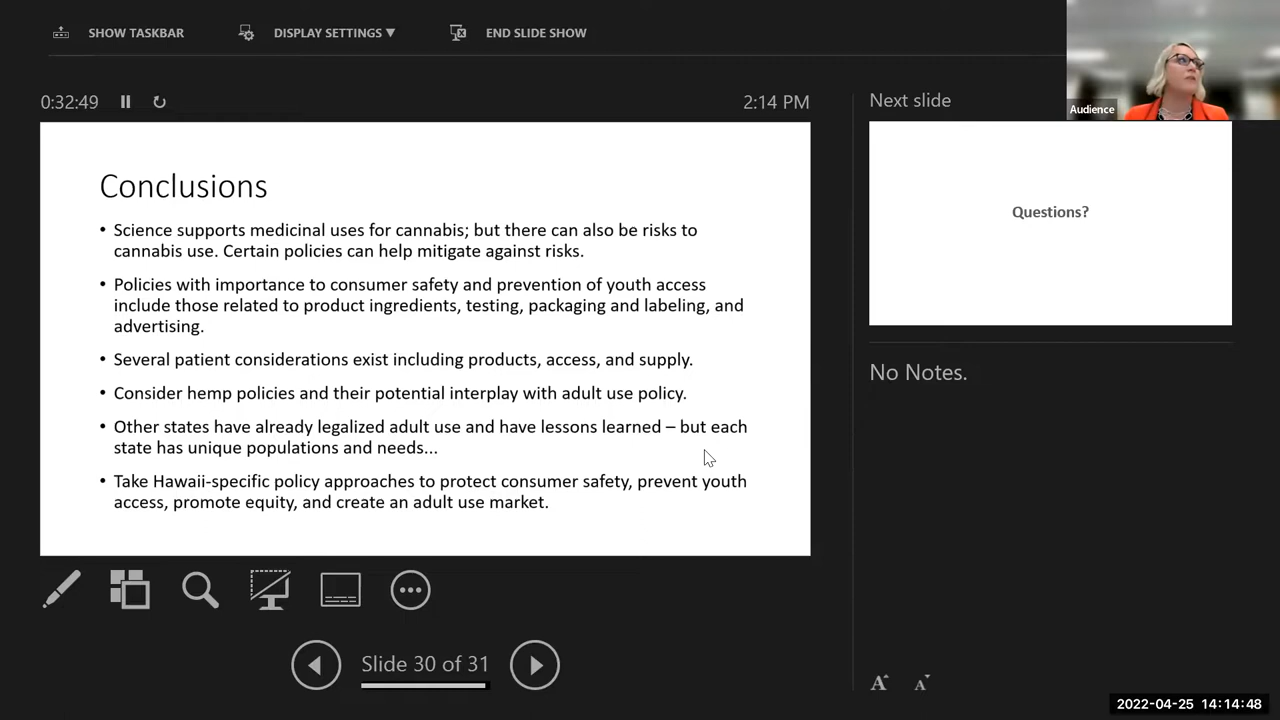 SHOW TASKBAR
DISPLAY SETTINGS ▼
END SLIDE SHOW
0:32:49
2:14 PM
Conclusions
• Science supports medicinal uses for cannabis; but there can also be risks to
cannabis use. Certain policies can help mitigate against risks.
• Policies with importance to consumer safety and prevention of youth access
include those related to product ingredients, testing, packaging and labeling, and
advertising.
• Several patient considerations exist including products, access, and supply.
• Consider hemp policies and their potential interplay with adult use policy.
• Other states have already legalized adult use and have lessons learned – but each
state has unique populations and needs...
• Take Hawaii-specific policy approaches to protect consumer safety, prevent youth
access, promote equity, and create an adult use market.
Slide 30 of 31
Next slide
Audience
Questions?
No Notes.
A A
2022-04-25 14:14:48